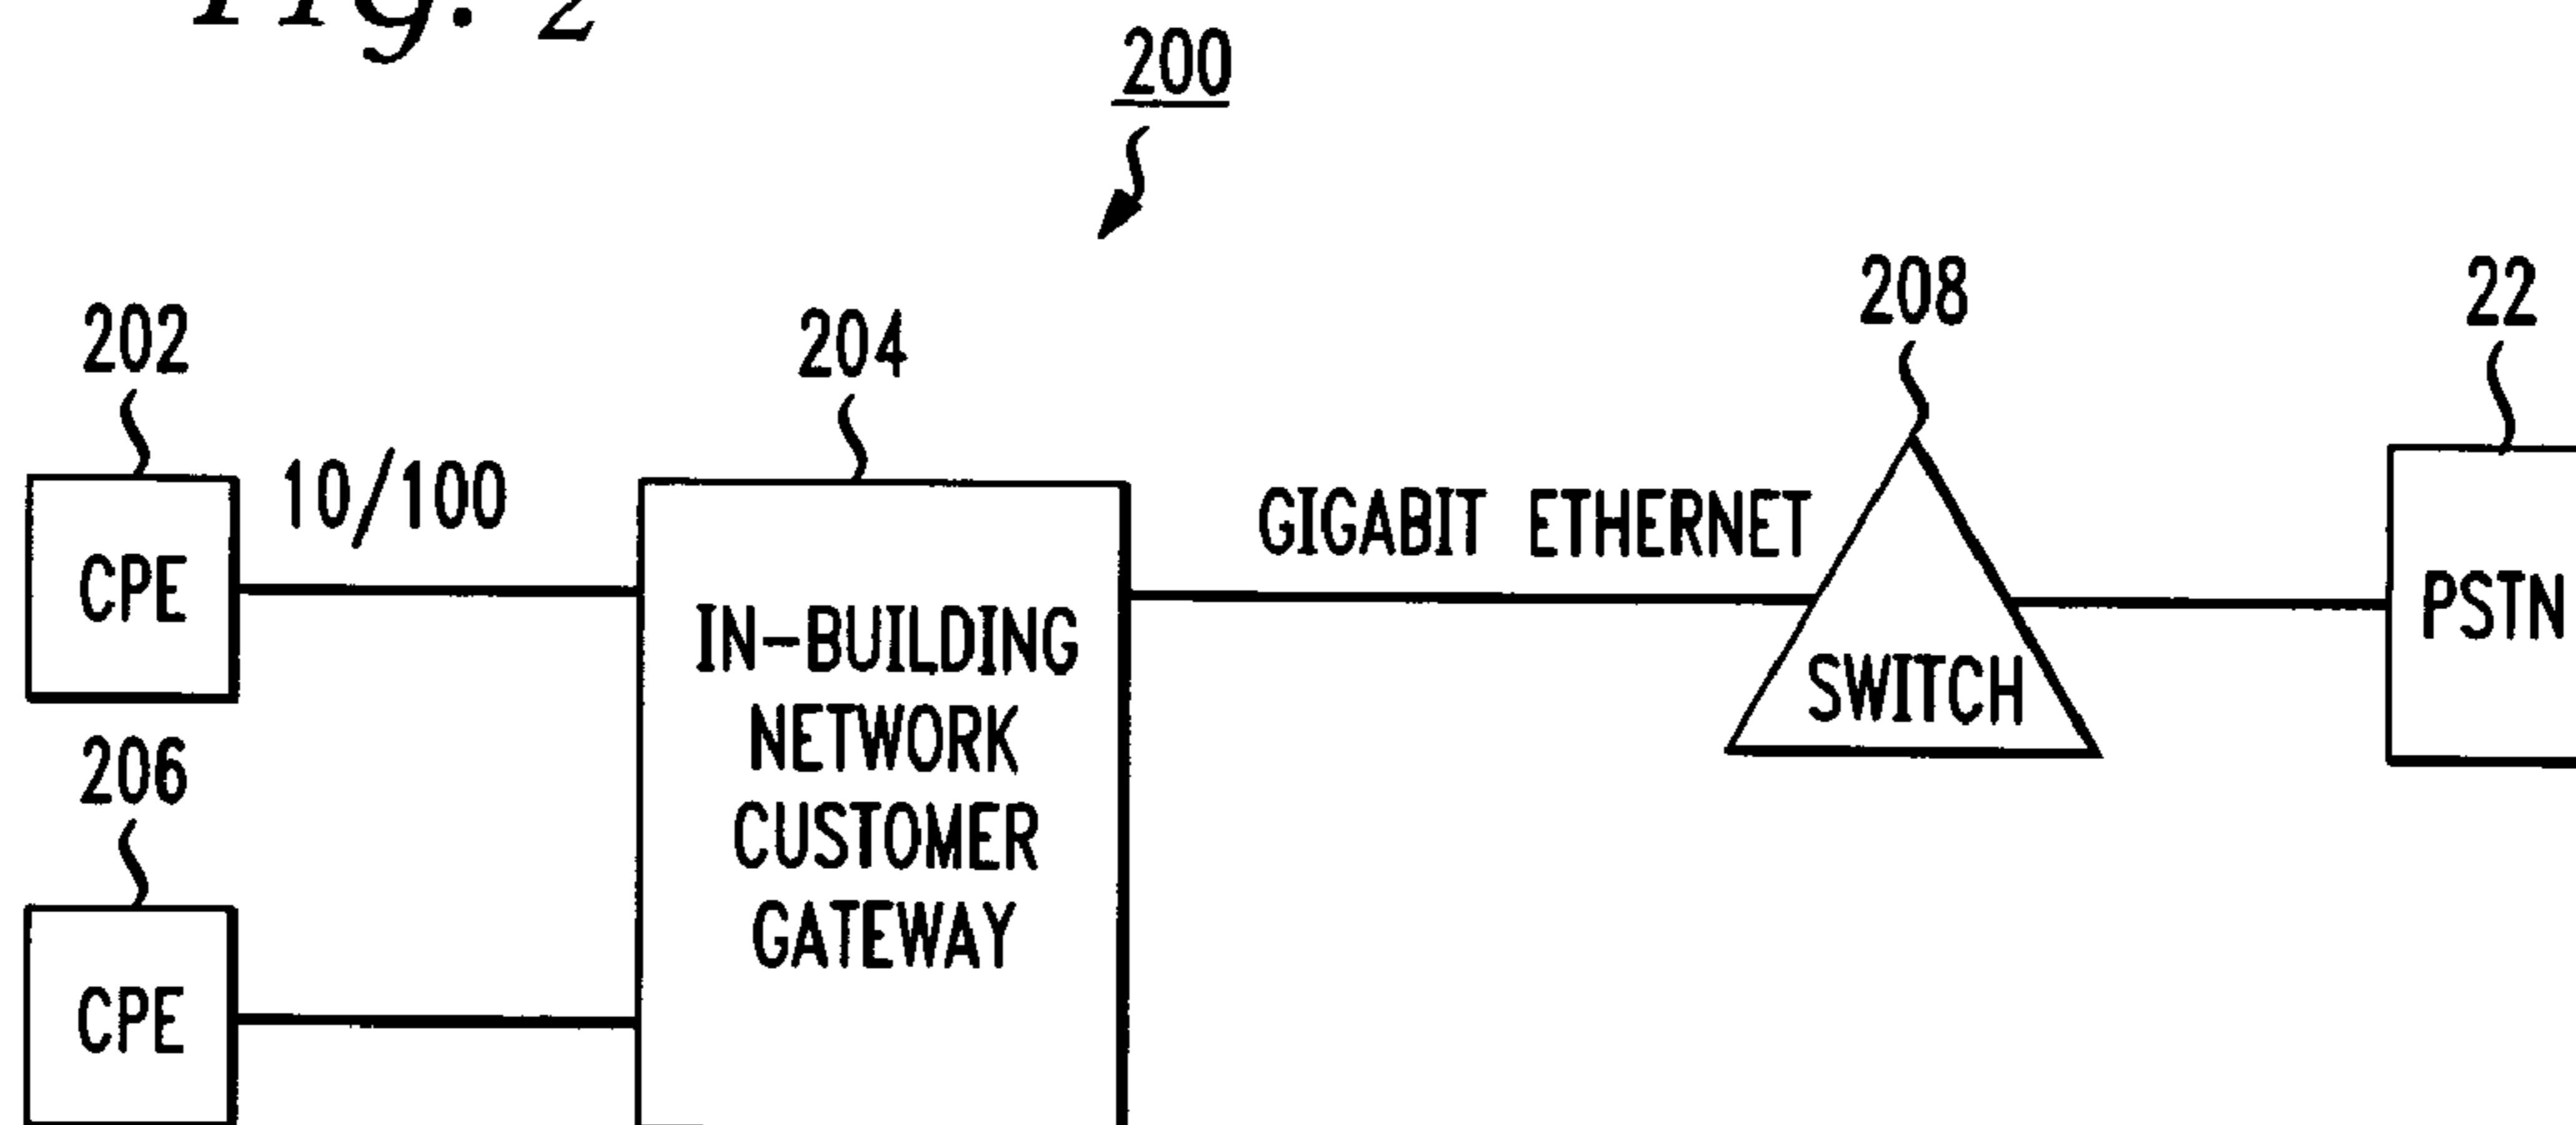 Fig. 2
200
202
204
208
22
10/100
GIGABIT ETHERNET
CPE
IN-BUILDING
NETWORK
CUSTOMER
GATEWAY
SWITCH
PSTN
206
CPE